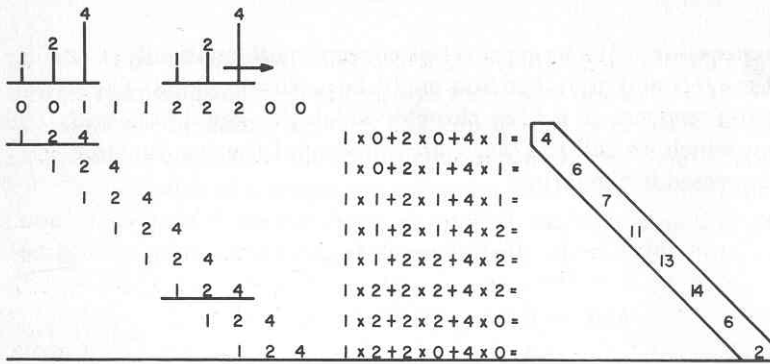 4 4
2 2
0 0 1 1 1 2 2 2 0 0
1 2 4 1 x 0 + 2 x 0 + 4 x 1 = 4
1 2 4 1 x 0 + 2 x 1 + 4 x 1 = 6
1 2 4 1 x 1 + 2 x 1 + 4 x 1 = 7
1 2 4 1 x 1 + 2 x 1 + 4 x 2 = 11
1 2 4 1 x 1 + 2 x 2 + 4 x 2 = 13
1 2 4 1 x 2 + 2 x 2 + 4 x 2 = 14
1 2 4 1 x 2 + 2 x 2 + 4 x 0 = 6
1 2 4 1 x 2 + 2 x 0 + 4 x 0 = 2